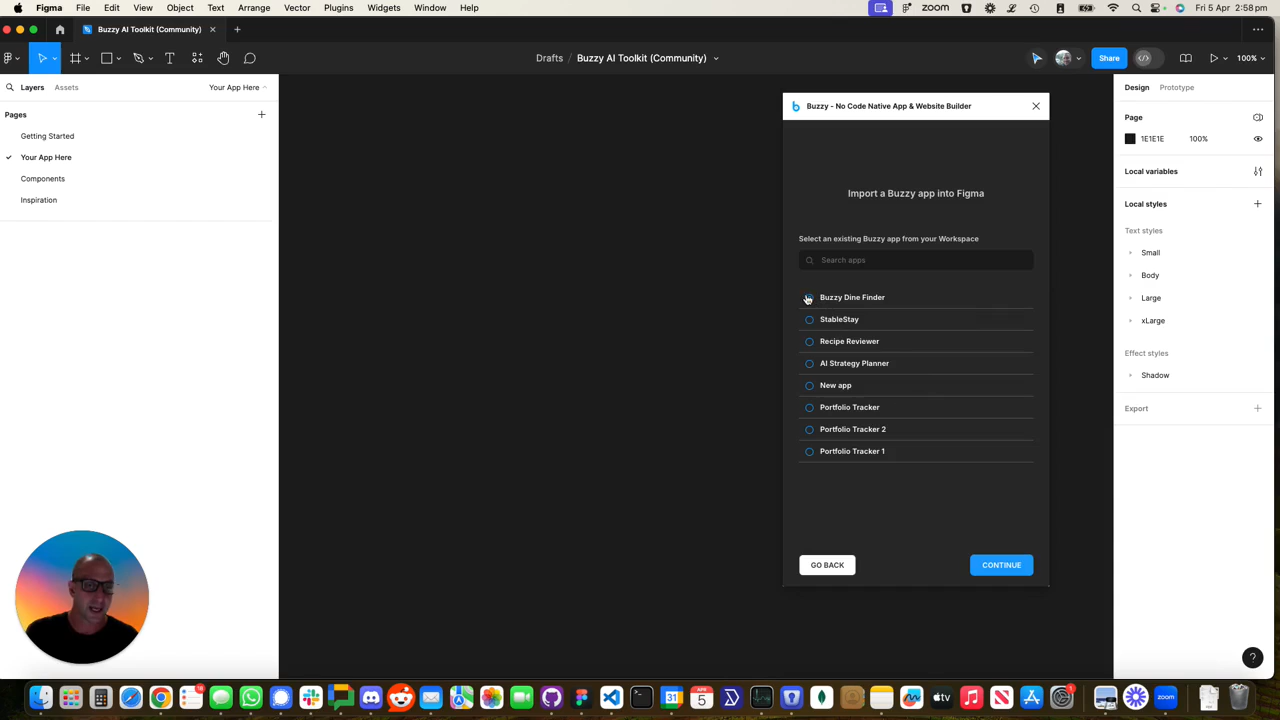 Figma File Edit View Object Text Arrange Vector Plugins Widgets Window Help
zoom
Fri 5 Apr 2:58 pm
Buzzy AI Toolkit (Community)
Drafts / Buzzy AI Toolkit (Community)
Share
100%
Layers Assets
Your App Here
Pages
Getting Started
Your App Here
Components
Inspiration
Buzzy - No Code Native App & Website Builder
Import a Buzzy app into Figma
Select an existing Buzzy app from your Workspace
Search apps
Buzzy Dine Finder
StableStay
Recipe Reviewer
AI Strategy Planner
New app
Portfolio Tracker
Portfolio Tracker 2
Portfolio Tracker 1
GO BACK
CONTINUE
Design Prototype
Page
1E1E1E 100%
Local variables
Local styles
Text styles
Small
Body
Large
xLarge
Effect styles
Shadow
Export
?
tv
zoom